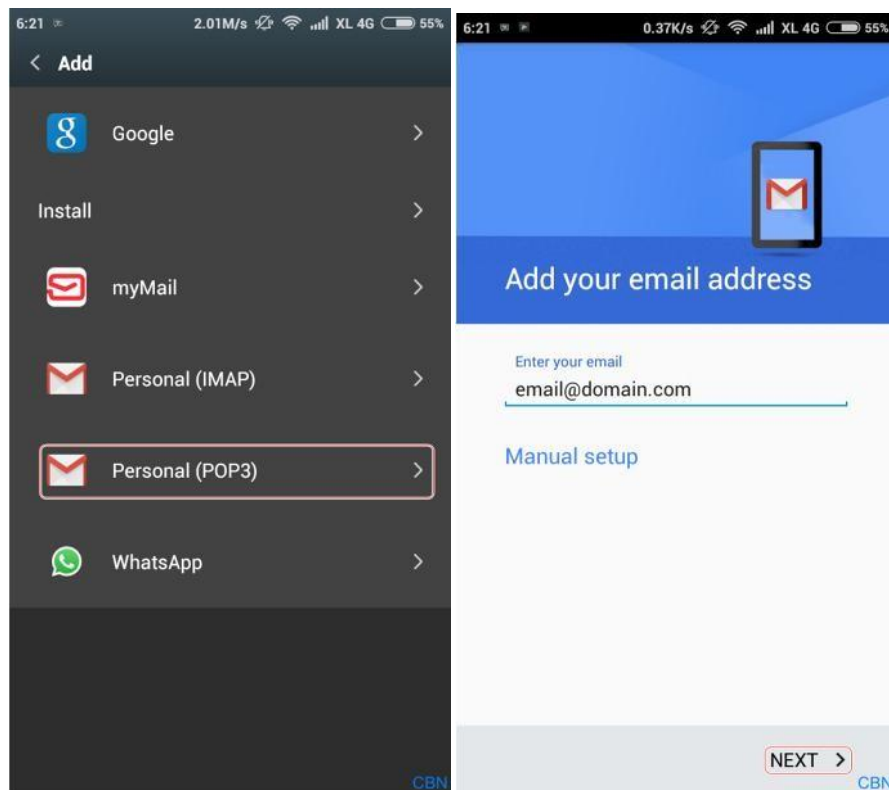 6:21 2.01M/s XL 4G 55%
Add
Google
Install
myMail
Personal (IMAP)
Personal (POP3)
WhatsApp
CBN
6:21 0.37K/s XL 4G 55%
Add your email address
Enter your email
email@domain.com
Manual setup
NEXT
CBN